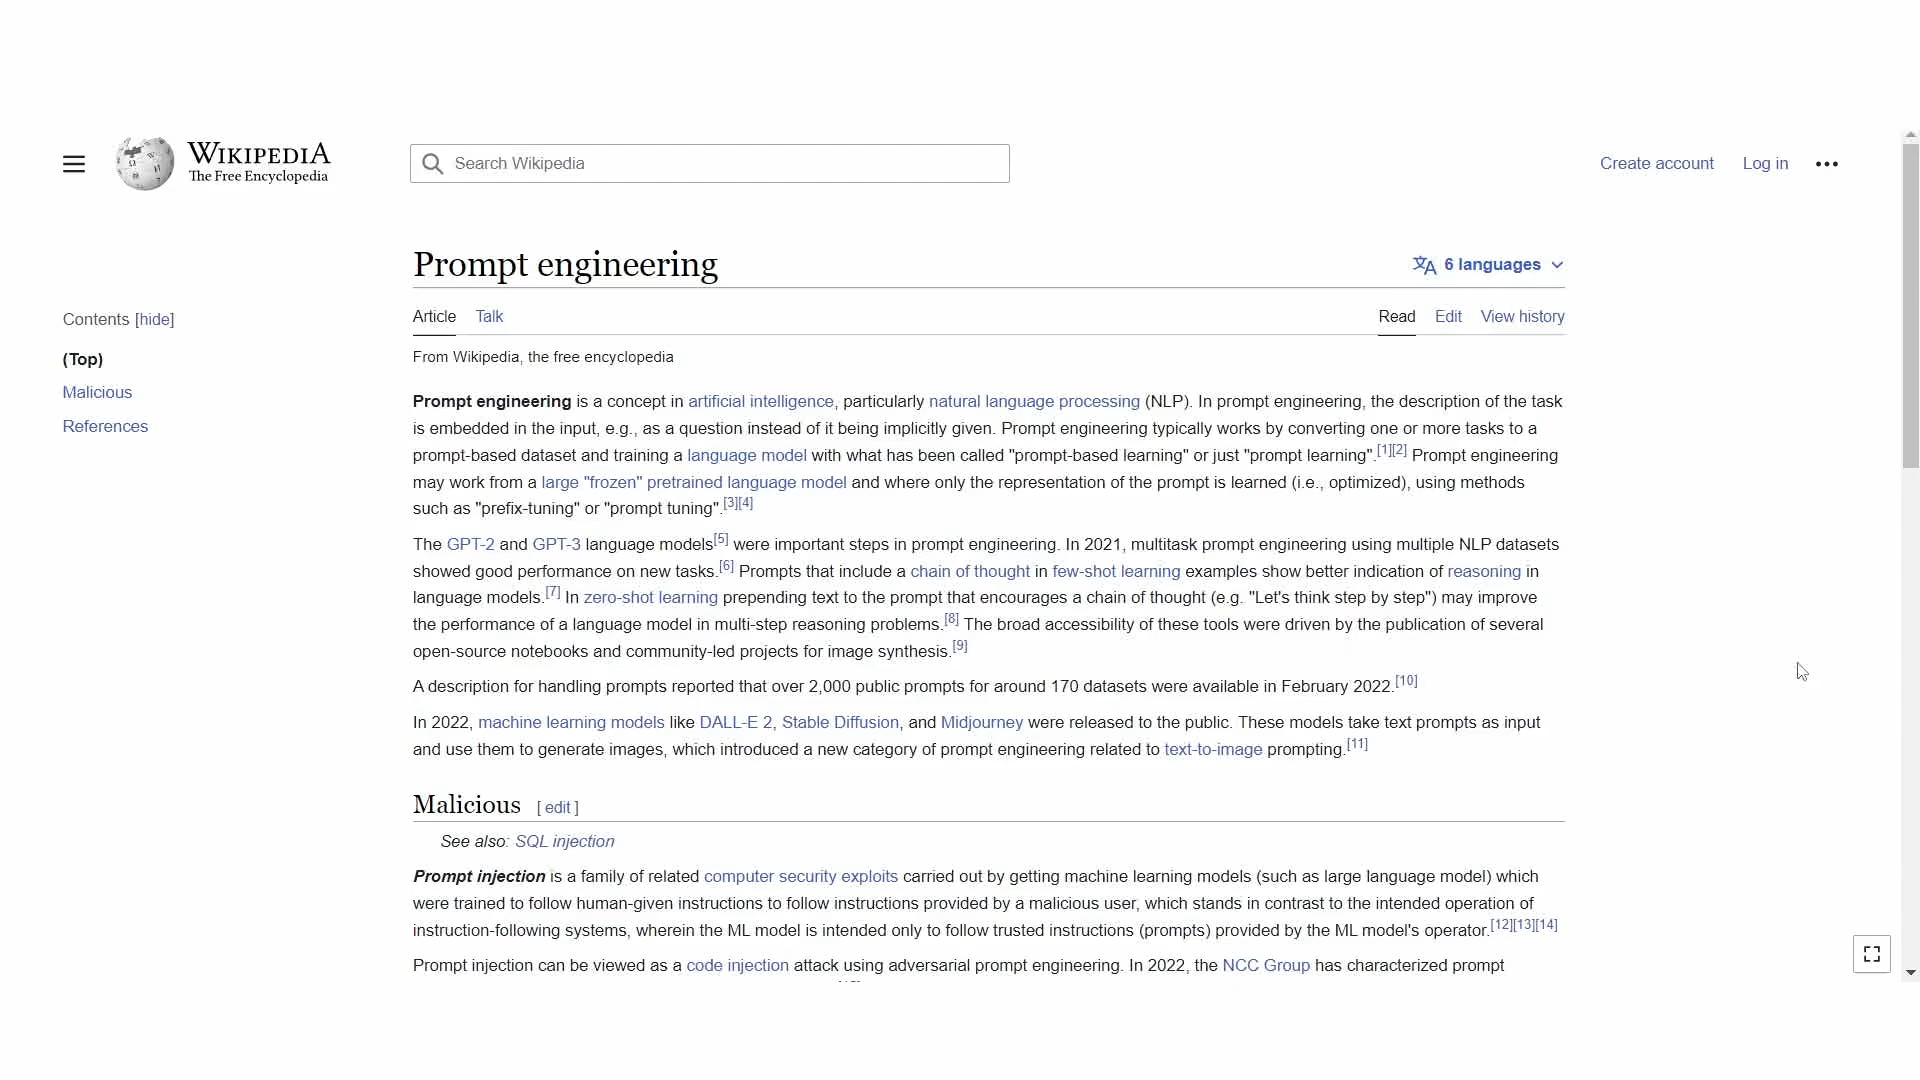 WIKIPEDIA
The Free Encyclopedia
Search Wikipedia
Create account Log in
Prompt engineering
6 languages
Contents [hide]
(Top)
Malicious
References
Article Talk
Read Edit View history
From Wikipedia, the free encyclopedia
Prompt engineering is a concept in artificial intelligence, particularly natural language processing (NLP). In prompt engineering, the description of the task
is embedded in the input, e.g., as a question instead of it being implicitly given. Prompt engineering typically works by converting one or more tasks to a
prompt-based dataset and training a language model with what has been called "prompt-based learning" or just "prompt learning".[1][2] Prompt engineering
may work from a large "frozen" pretrained language model and where only the representation of the prompt is learned (i.e., optimized), using methods
such as "prefix-tuning" or "prompt tuning".[3][4]
The GPT-2 and GPT-3 language models[5] were important steps in prompt engineering. In 2021, multitask prompt engineering using multiple NLP datasets
showed good performance on new tasks.[6] Prompts that include a chain of thought in few-shot learning examples show better indication of reasoning in
language models.[7] In zero-shot learning prepending text to the prompt that encourages a chain of thought (e.g. "Let's think step by step") may improve
the performance of a language model in multi-step reasoning problems.[8] The broad accessibility of these tools were driven by the publication of several
open-source notebooks and community-led projects for image synthesis.[9]
A description for handling prompts reported that over 2,000 public prompts for around 170 datasets were available in February 2022.[10]
In 2022, machine learning models like DALL-E 2, Stable Diffusion, and Midjourney were released to the public. These models take text prompts as input
and use them to generate images, which introduced a new category of prompt engineering related to text-to-image prompting.[11]
Malicious [ edit ]
See also: SQL injection
Prompt injection is a family of related computer security exploits carried out by getting machine learning models (such as large language model) which
were trained to follow human-given instructions to follow instructions provided by a malicious user, which stands in contrast to the intended operation of
instruction-following systems, wherein the ML model is intended only to follow trusted instructions (prompts) provided by the ML model's operator.[12][13][14]
Prompt injection can be viewed as a code injection attack using adversarial prompt engineering. In 2022, the NCC Group has characterized prompt